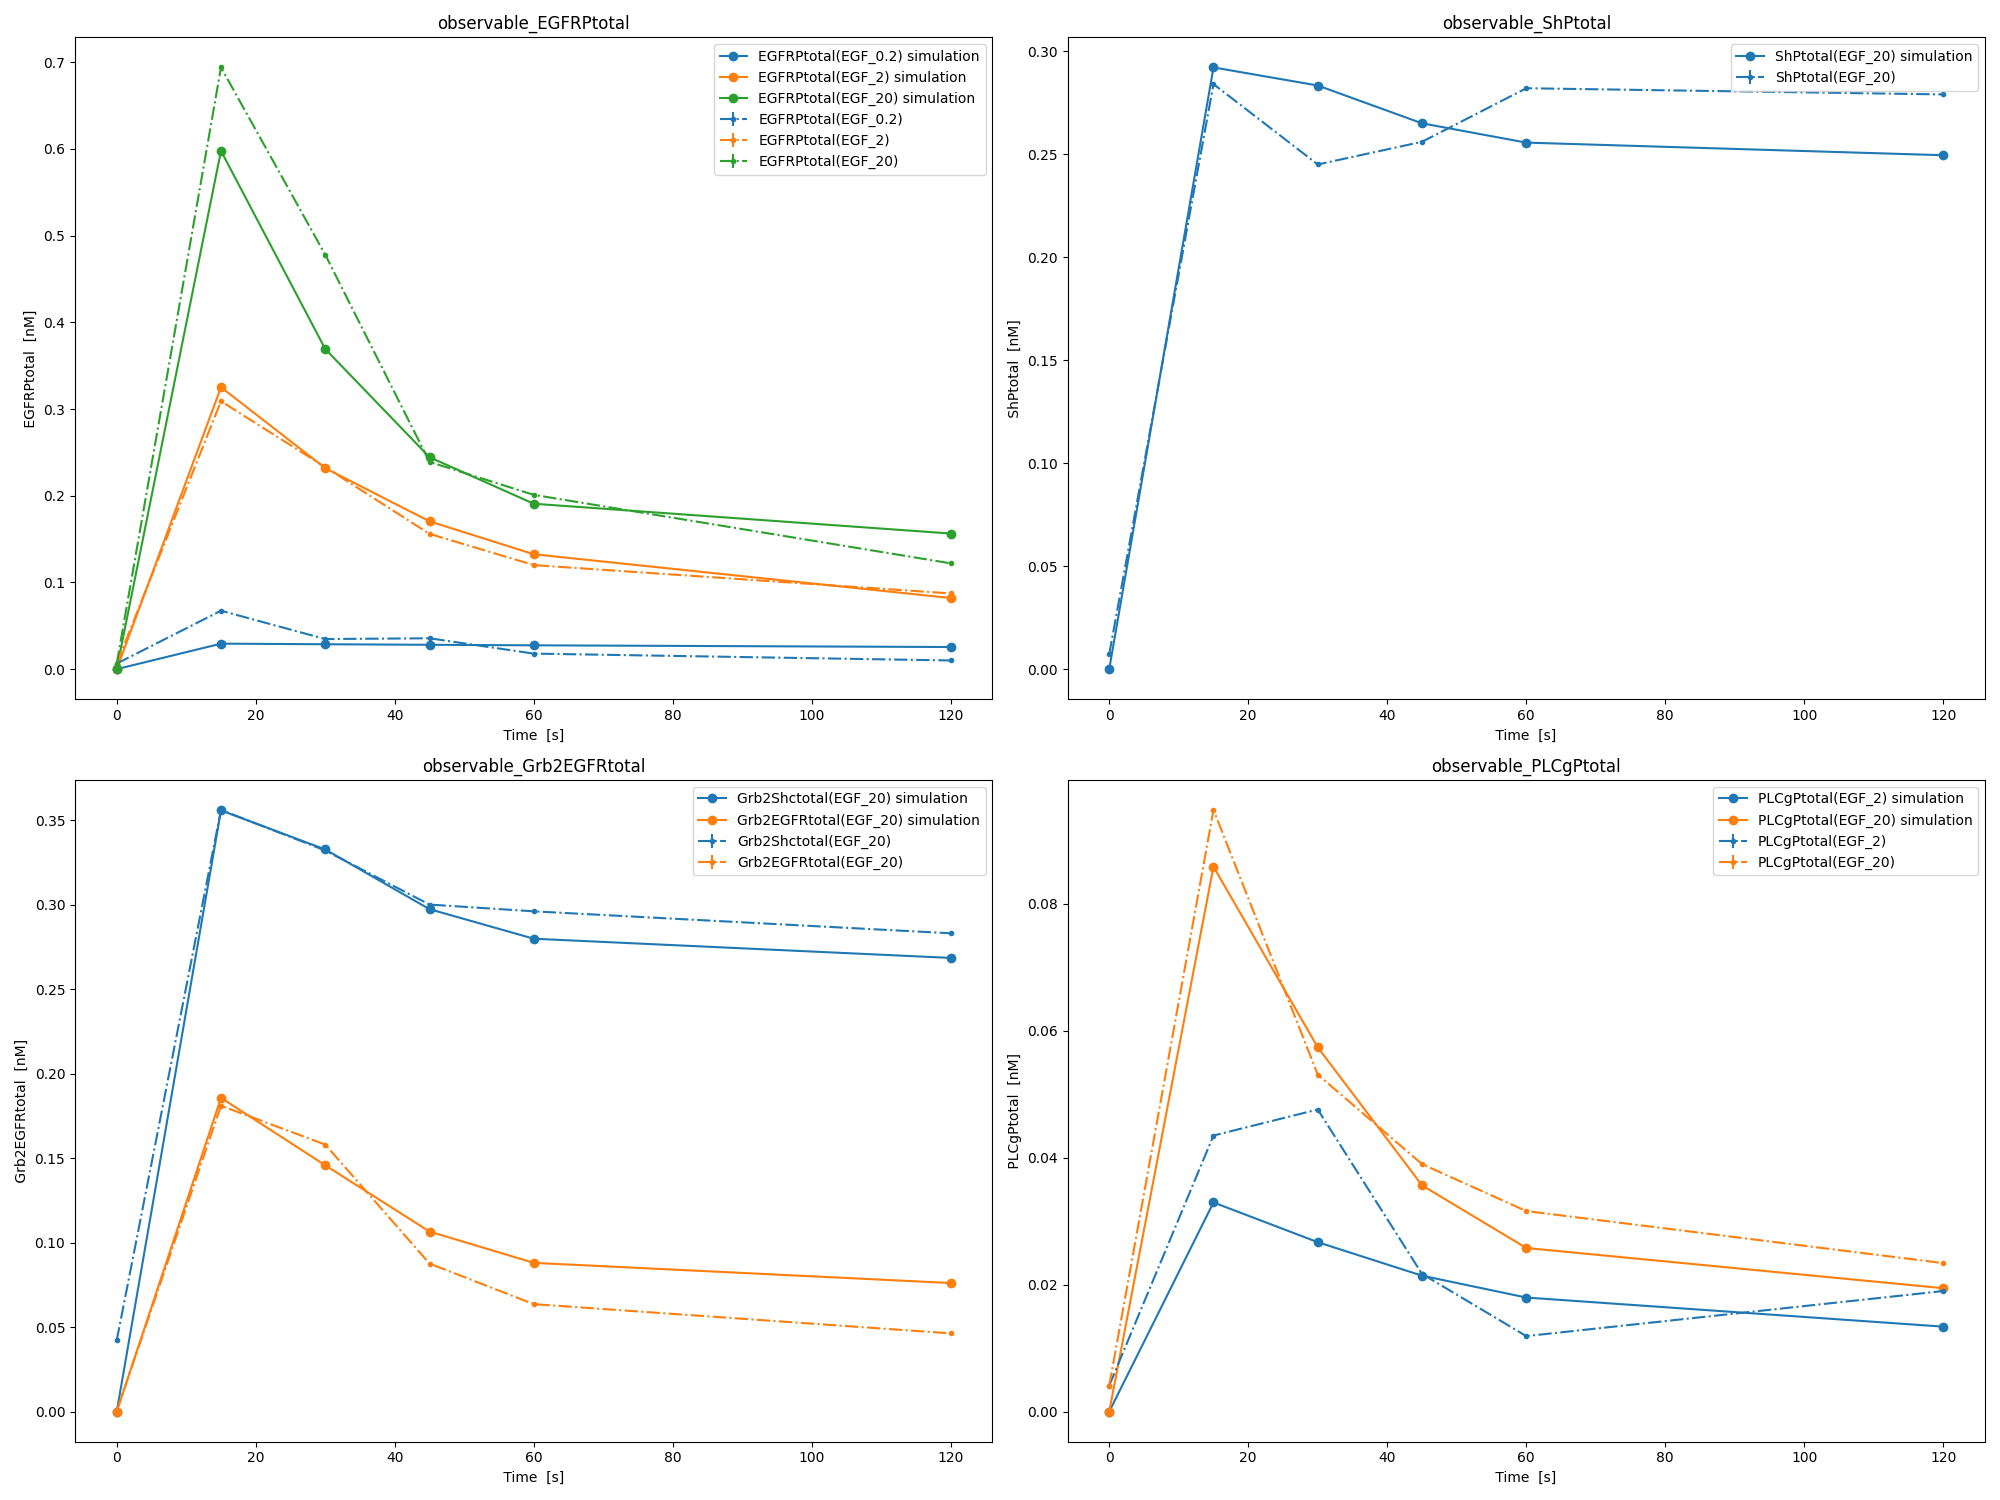 observable_EGFRPtotal
0.7
0.6
0.5
0.4
0.3
0.2
0.1
0.0
EGFRPtotal  [nM]
EGFRPtotal(EGF_0.2) simulation
EGFRPtotal(EGF_2) simulation
EGFRPtotal(EGF_20) simulation
EGFRPtotal(EGF_0.2)
EGFRPtotal(EGF_2)
EGFRPtotal(EGF_20)
0 20 40 60 80 100 120
Time  [s]
observable_ShPtotal
0.30
0.25
0.20
0.15
0.10
0.05
0.00
ShPtotal  [nM]
ShPtotal(EGF_20) simulation
ShPtotal(EGF_20)
0 20 40 60 80 100 120
Time  [s]
observable_Grb2EGFRtotal
0.35
0.30
0.25
0.20
0.15
0.10
0.05
0.00
Grb2EGFRtotal  [nM]
Grb2Shctotal(EGF_20) simulation
Grb2EGFRtotal(EGF_20) simulation
Grb2Shctotal(EGF_20)
Grb2EGFRtotal(EGF_20)
0 20 40 60 80 100 120
Time  [s]
observable_PLCgPtotal
0.08
0.06
0.04
0.02
0.00
PLCgPtotal  [nM]
PLCgPtotal(EGF_2) simulation
PLCgPtotal(EGF_20) simulation
PLCgPtotal(EGF_2)
PLCgPtotal(EGF_20)
0 20 40 60 80 100 120
Time  [s]